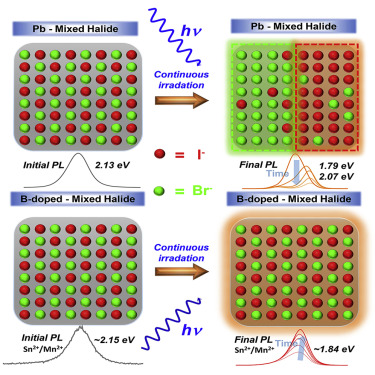 Pb - Mixed Halide
hν
Pb - Mixed Halide
Continuous
irradation
Initial PL
2.13 eV
= I-
= Br-
Final PL
Time
1.79 eV
2.07 eV
B-doped - Mixed Halide
B-doped - Mixed Halide
Continuous
irradation
hν
Initial PL
Sn²⁺/Mn²⁺
~2.15 eV
Final PL
Sn²⁺/Mn²⁺
Time
~1.84 eV